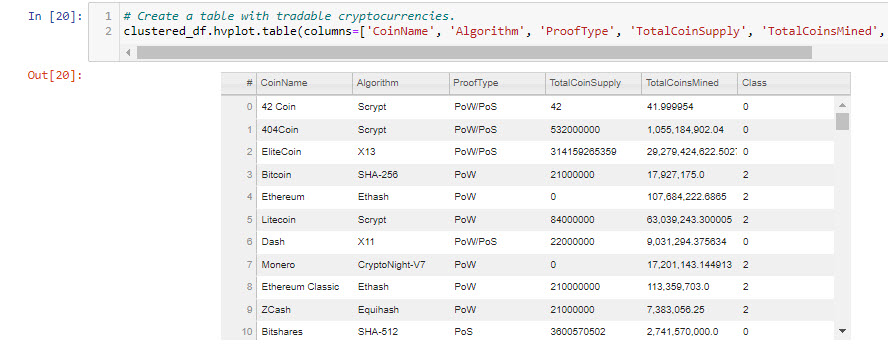 In [20]: 1 # Create a table with tradable cryptocurrencies.
2 clustered_df.hvplot.table(columns=['CoinName', 'Algorithm', 'ProofType', 'TotalCoinSupply', 'TotalCoinsMined',
Out[20]:
# CoinName Algorithm ProofType TotalCoinSupply TotalCoinsMined Class
0 42 Coin Scrypt PoW/PoS 42 41.999954 0
1 404Coin Scrypt PoW/PoS 532000000 1,055,184,902.04 0
2 EliteCoin X13 PoW/PoS 314159265359 29,279,424,622.502 0
3 Bitcoin SHA-256 PoW 21000000 17,927,175.0 2
4 Ethereum Ethash PoW 0 107,684,222.6865 2
5 Litecoin Scrypt PoW 84000000 63,039,243.300005 2
6 Dash X11 PoW/PoS 22000000 9,031,294.375634 0
7 Monero CryptoNight-V7 PoW 0 17,201,143.144913 2
8 Ethereum Classic Ethash PoW 210000000 113,359,703.0 2
9 ZCash Equihash PoW 21000000 7,383,056.25 2
10 Bitshares SHA-512 PoS 3600570502 2,741,570,000.0 0